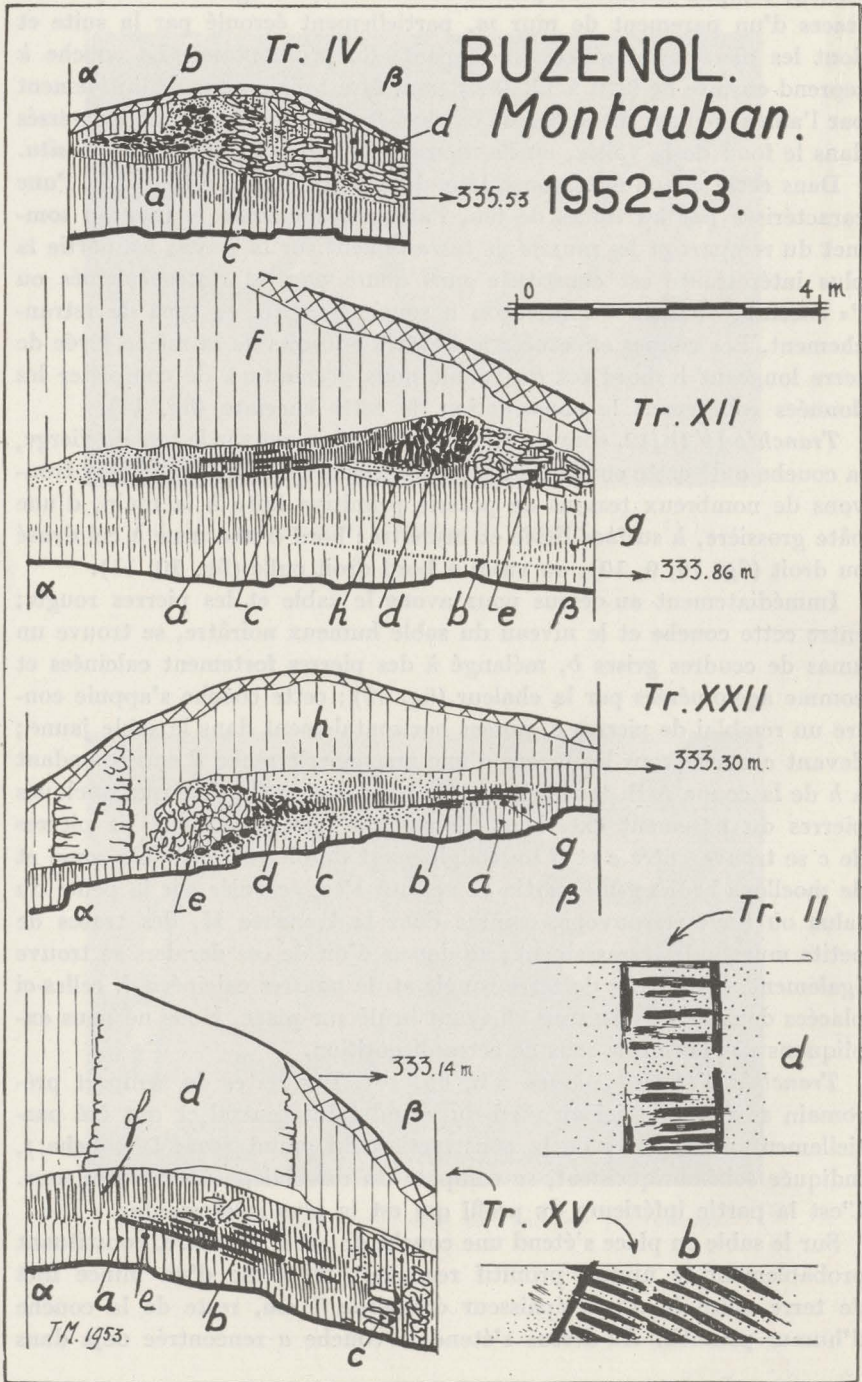 BUZENOL.
Montauban.
1952-53.
Tr. IV
α b β
d
a
c
335.53
0 4 m
Tr. XII
f
g
333.86 m
α a c h d b e β
Tr. XXII
h
333.30 m
f
α e d c b a β g
Tr. II
d
333.14 m
d β
g
Tr. XV
b
α a e b c
T.M. 1953.